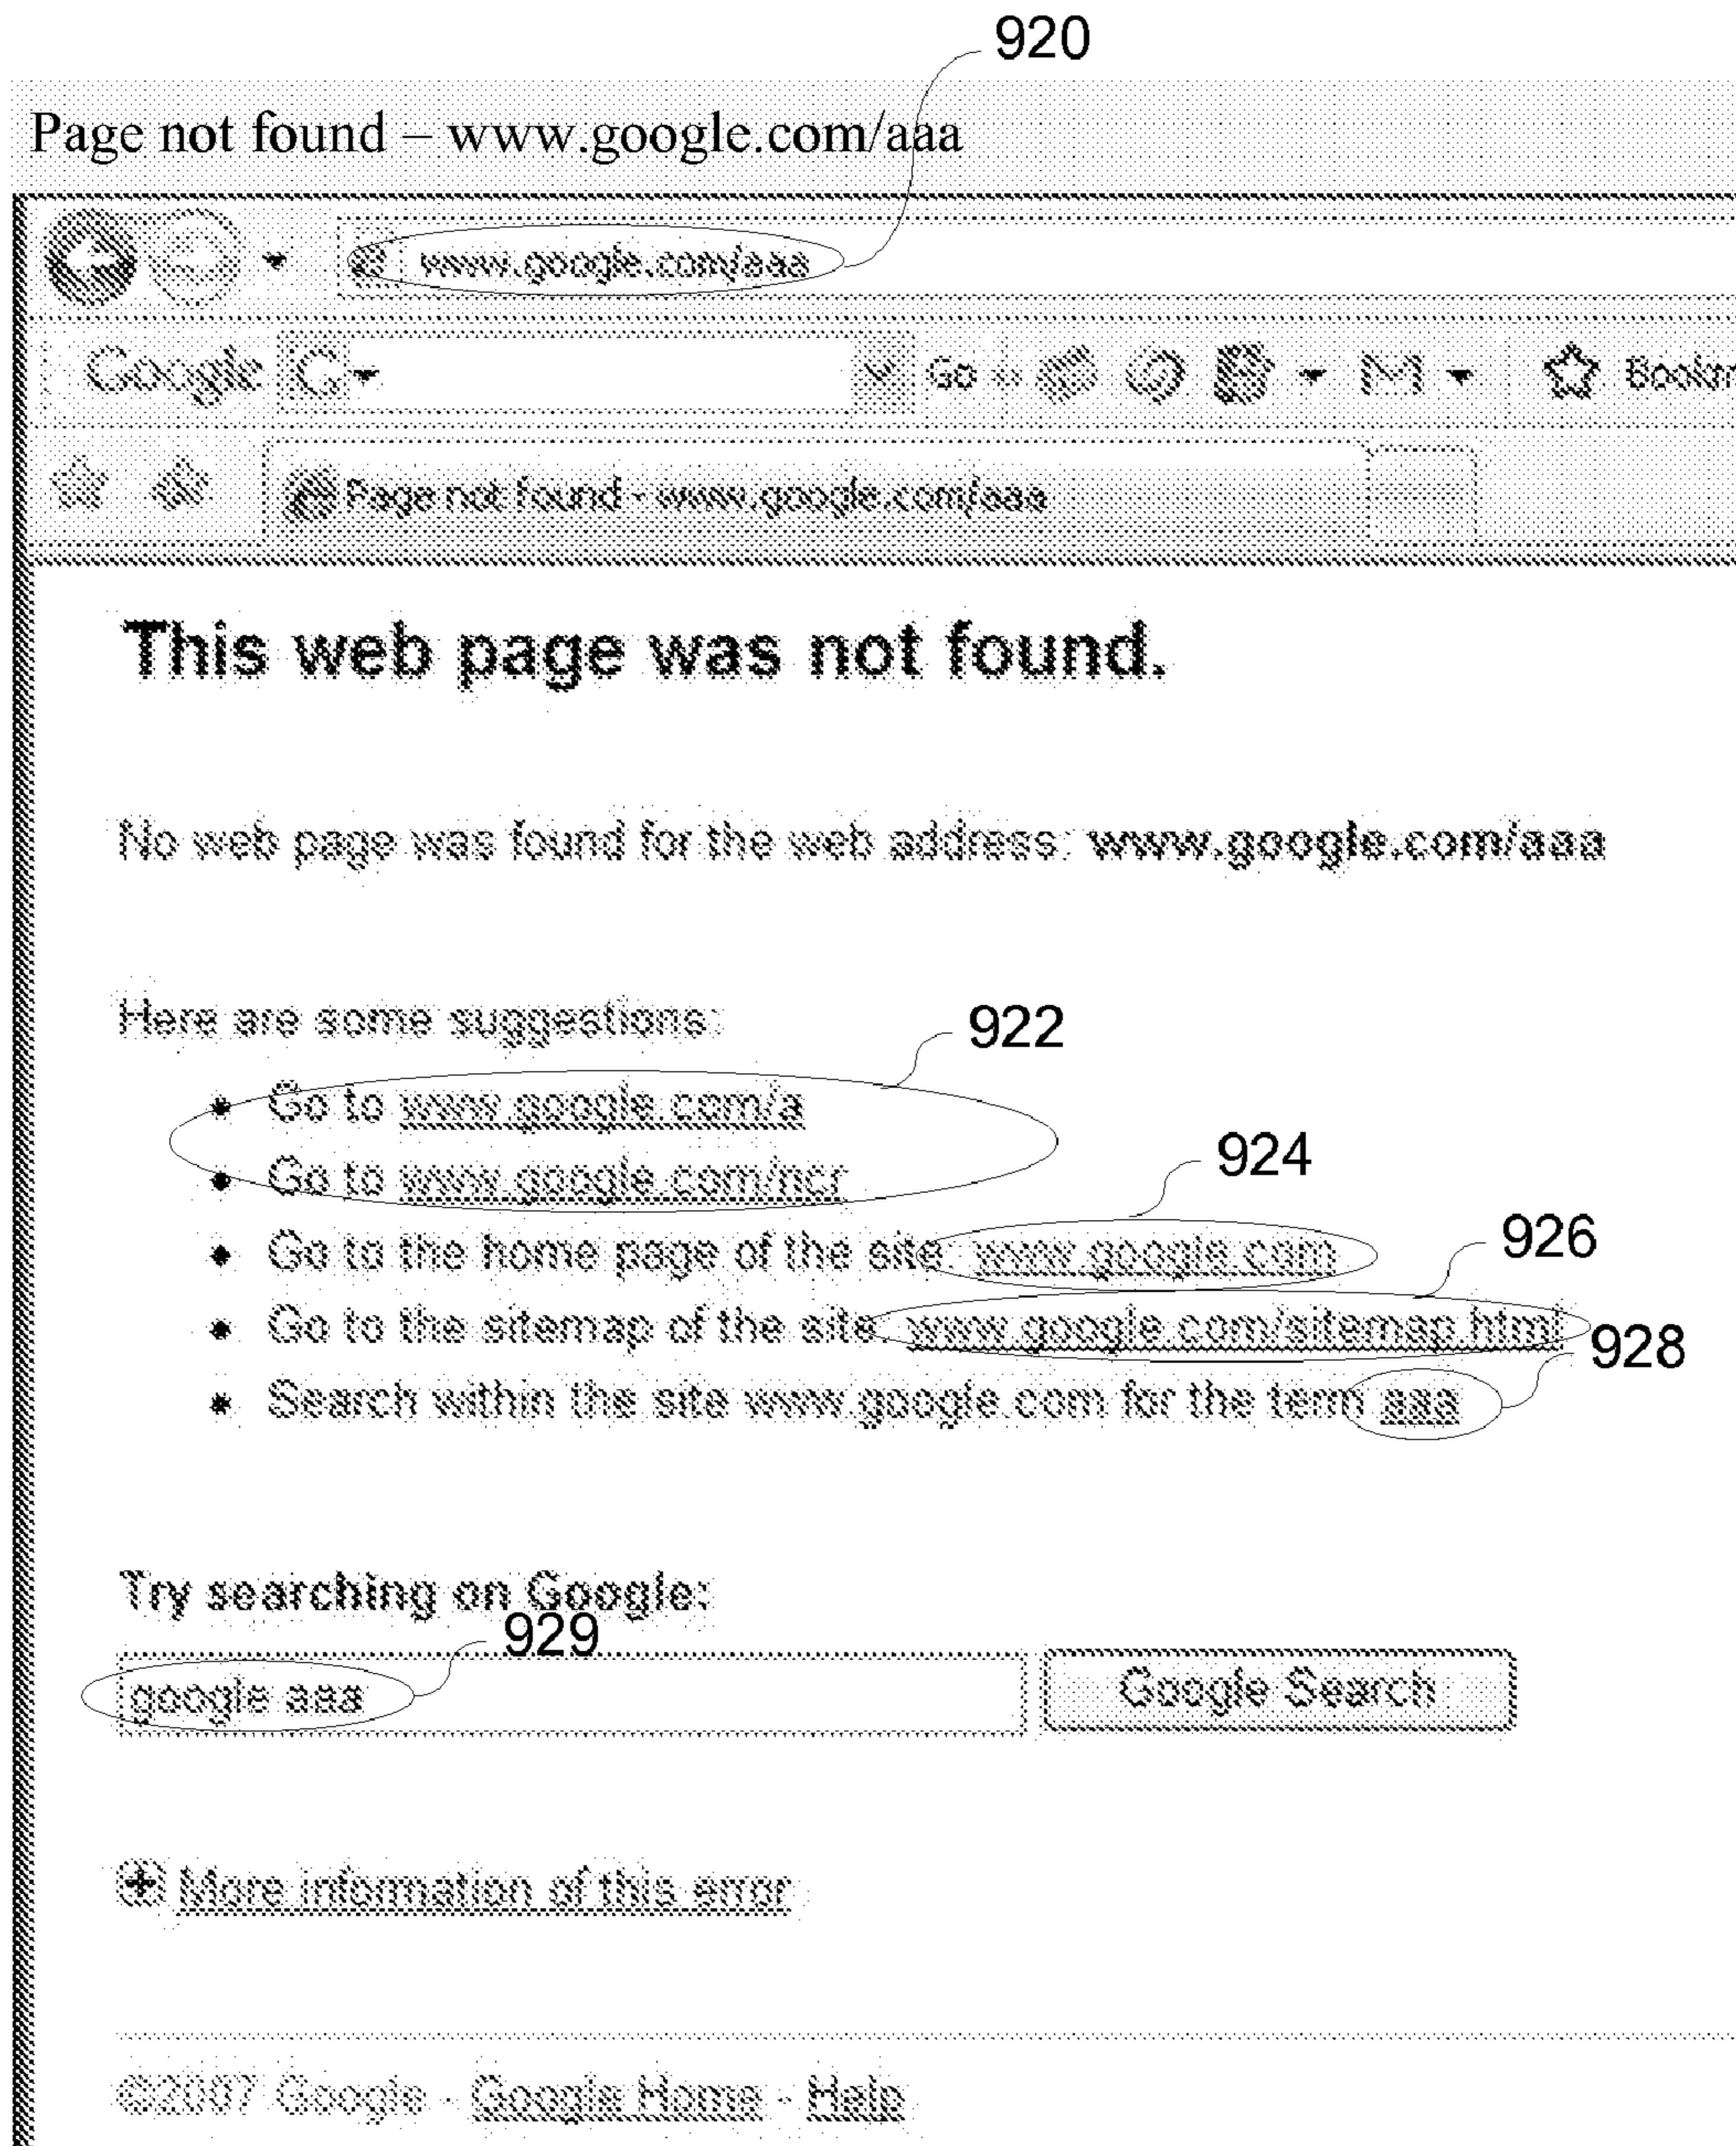 920
Page not found – www.google.com/aaa
www.google.com/aaa
Google G Go
Page not found - www.google.com/aaa
This web page was not found.
No web page was found for the web address: www.google.com/aaa
Here are some suggestions:
922
• Go to www.google.com/a
• Go to www.google.com/ncr
924
• Go to the home page of the site: www.google.com
926
• Go to the sitemap of the site: www.google.com/sitemap.html
928
• Search within the site www.google.com for the term aaa
Try searching on Google:
929
google aaa Google Search
More information of this error
©2007 Google - Google Home - Help